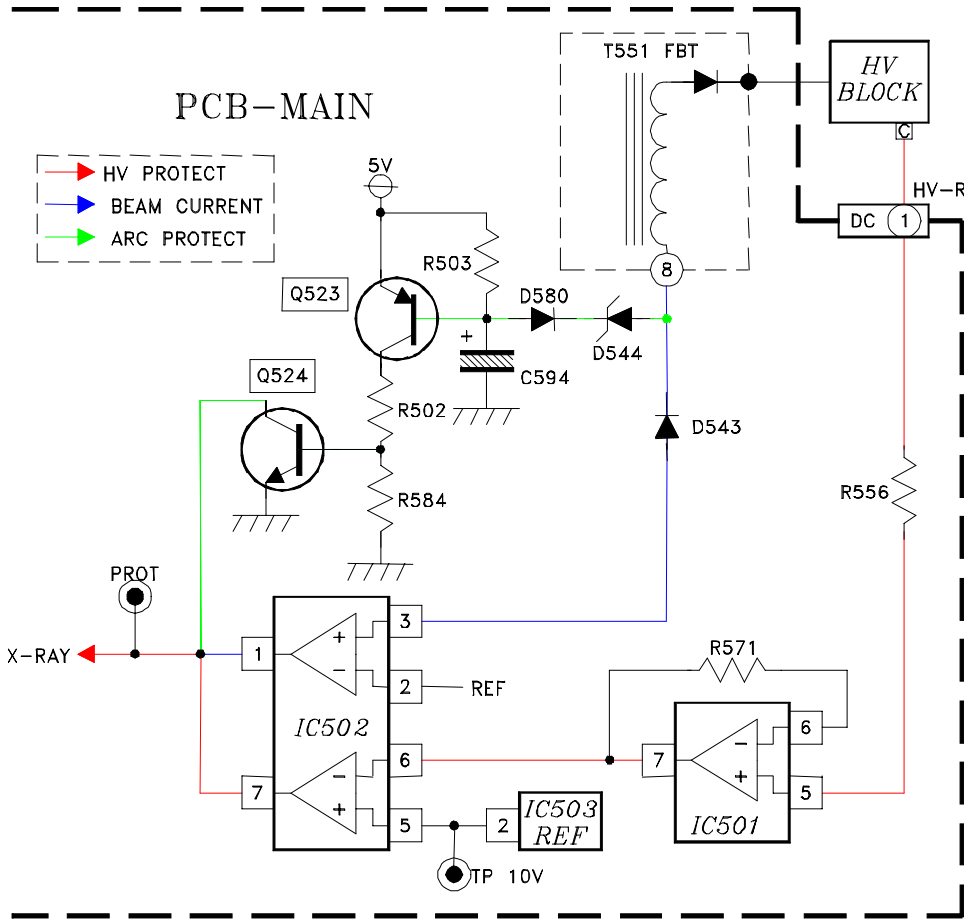 T551 FBT
HV
BLOCK
C
PCB-MAIN
5V
HV PROTECT
BEAM CURRENT
ARC PROTECT
HV-R
DC 1
R503
8
Q523
D580
+
D544
C594
Q524
R502
D543
R584
R556
PROT
3
+
X-RAY
1
R571
-
2
REF
IC502
6
6
7
-
-
+
5
7
+
5
2
IC503
REF
IC501
TP 10V